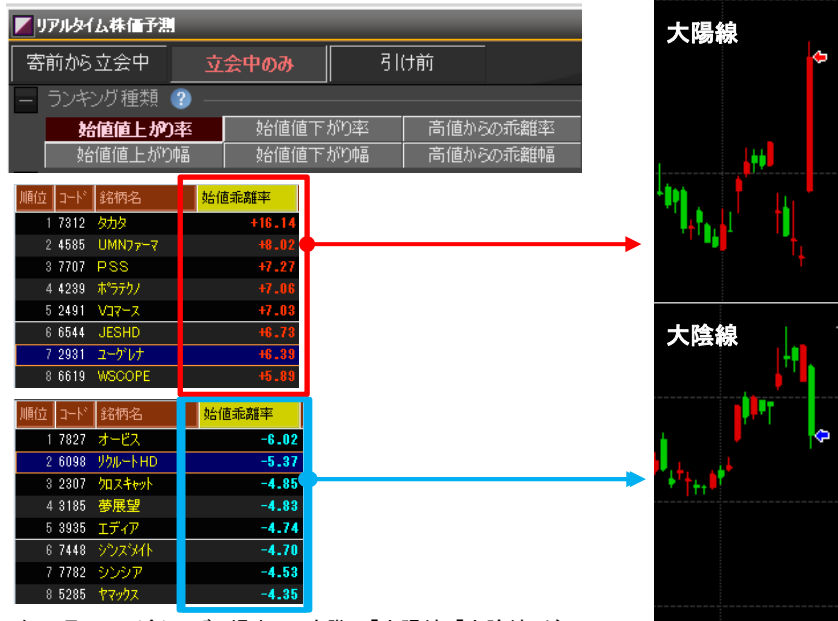 リアルタイム株価予測
寄前から立会中 立会中のみ 引け前
ランキング種類 ?
始値値上がり率 始値値下がり率 高値からの乖離率
始値値上がり幅 始値値下がり幅 高値からの乖離幅
順位 コード 銘柄名 始値乖離率
1 7312 タカタ +16.14
2 4585 UMNファーマ +8.02
3 7707 PSS +7.27
4 4239 ポラテクノ +7.06
5 2491 Vコマース +7.03
6 6544 JESHD +6.73
7 2931 ユーグレナ +6.39
8 6619 WSCOPE +5.89
順位 コード 銘柄名 始値乖離率
1 7827 オービス -6.02
2 6098 リクルートHD -5.37
3 2307 クロスキャット -4.85
4 3185 夢展望 -4.83
5 3935 エディア -4.74
6 7448 ジーンズメイト -4.70
7 7782 シンシア -4.53
8 5285 ヤマックス -4.35
大陽線
大陰線